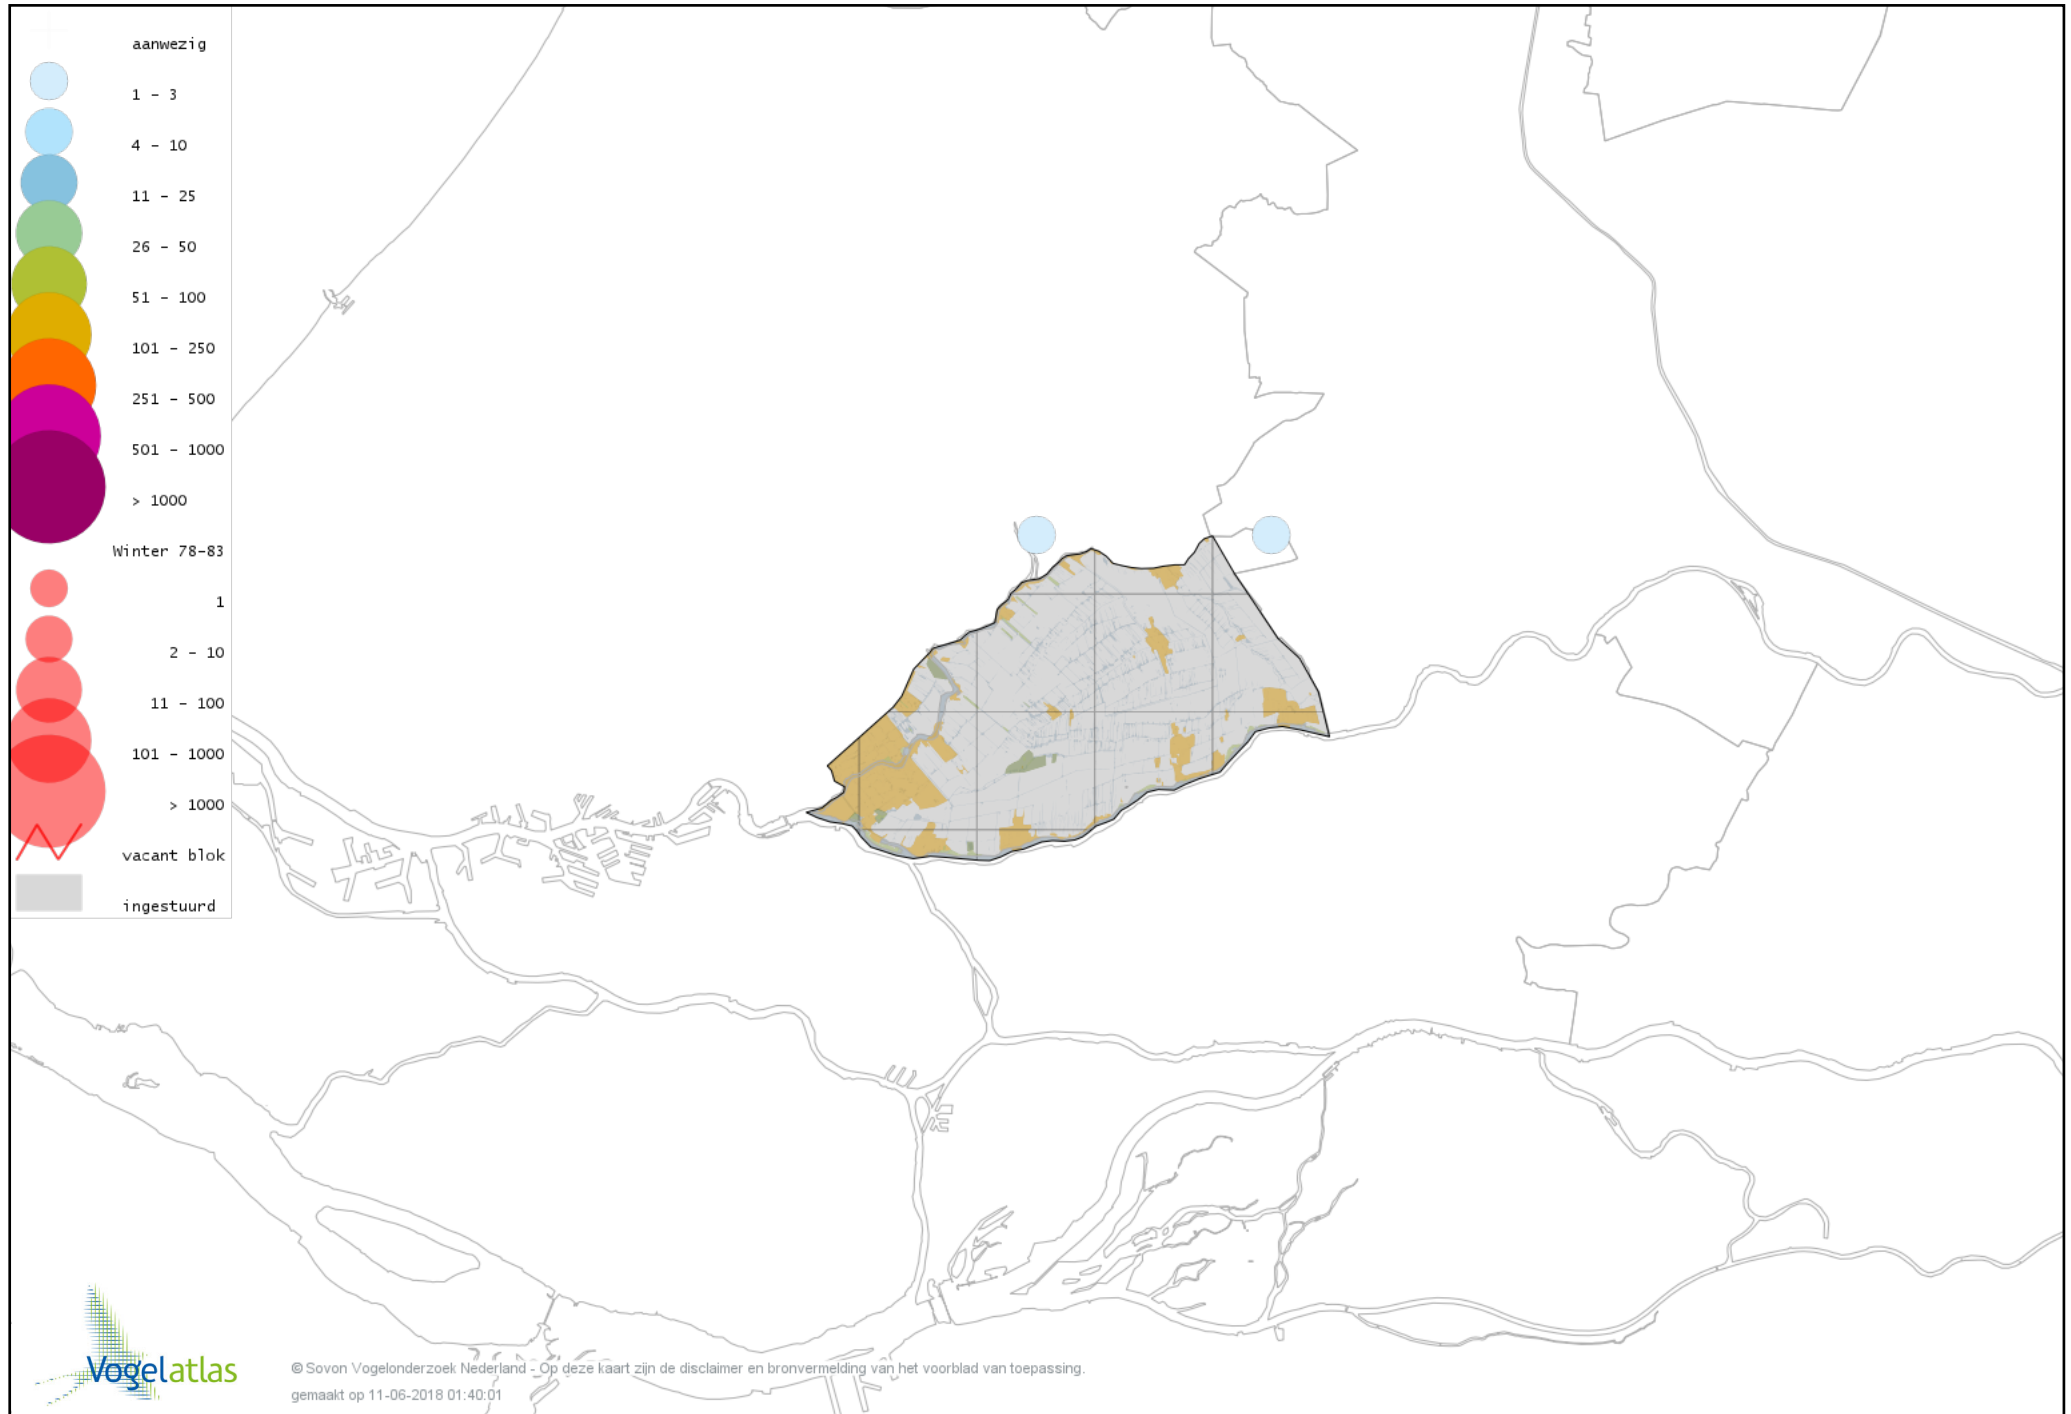 aanwezig
1 - 3
4 - 10
11 - 25
26 - 50
51 - 100
101 - 250
251 - 500
501 - 1000
> 1000
Winter 78-83
1
2 - 10
11 - 100
101 - 1000
> 1000
vacant blok
ingestuurd
Vogelatlas
© Sovon Vogelonderzoek Nederland - Op deze kaart zijn de disclaimer en bronvermelding van het voorblad van toepassing.
gemaakt op 11-06-2018 01:40:01